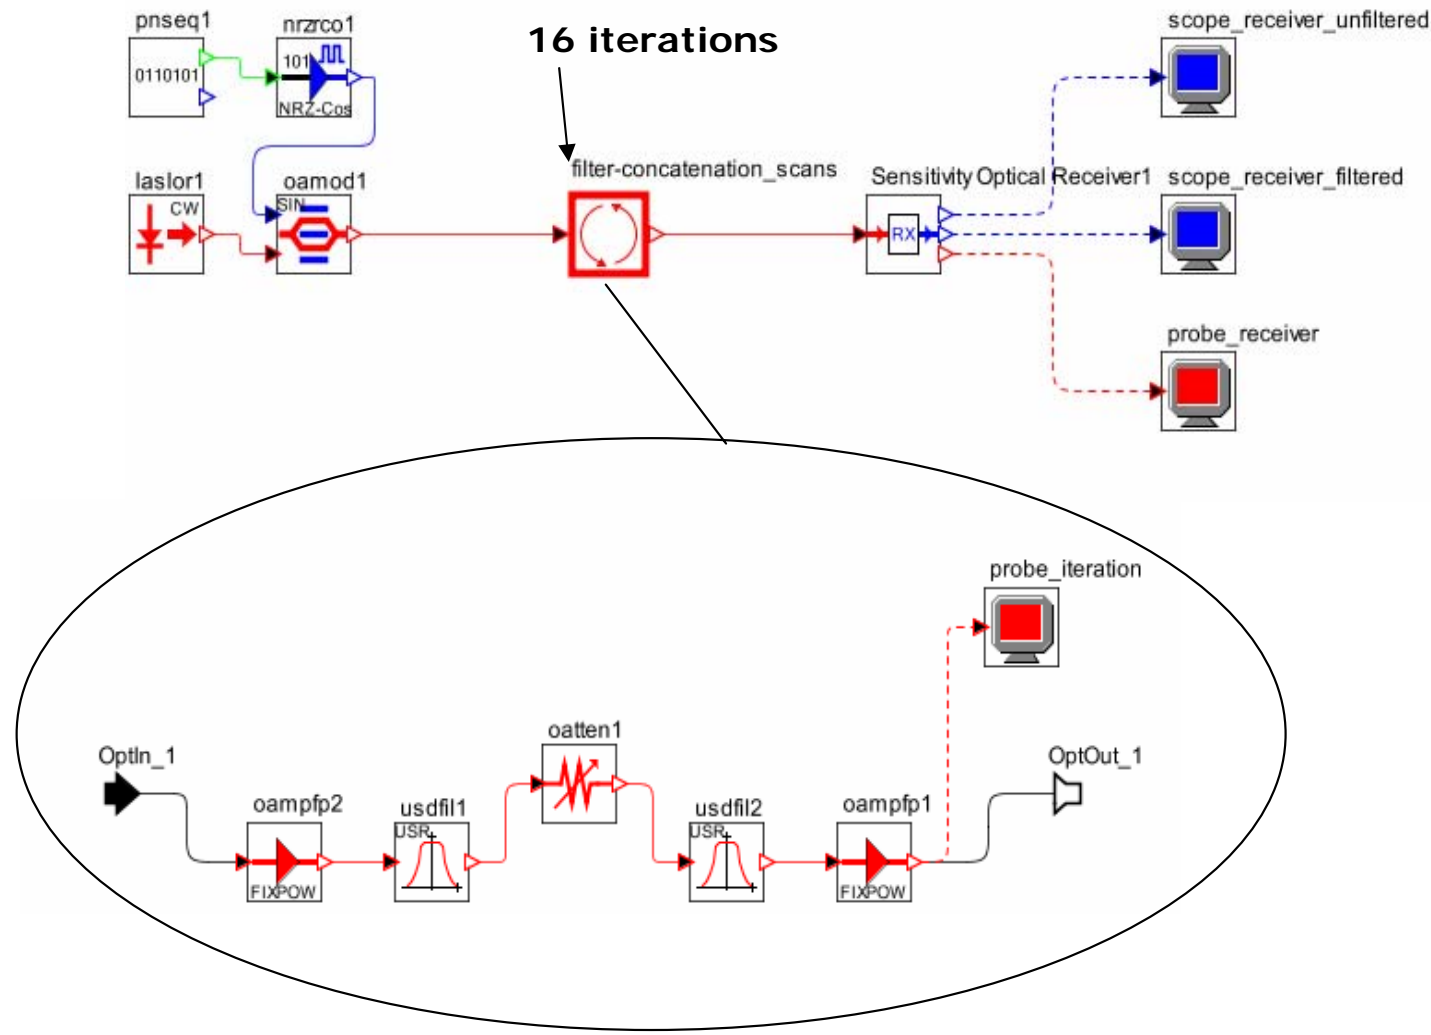 pnseq1
0110101
nrzrco1
101
NRZ-Cos
16 iterations
scope_receiver_unfiltered
laslor1
CW
oamod1
SIN
filter-concatenation_scans
Sensitivity Optical Receiver1
RX
scope_receiver_filtered
probe_receiver
probe_iteration
OptIn_1
oampfp2
FIXPOW
usdfil1
USR
oatten1
usdfil2
USR
oampfp1
FIXPOW
OptOut_1